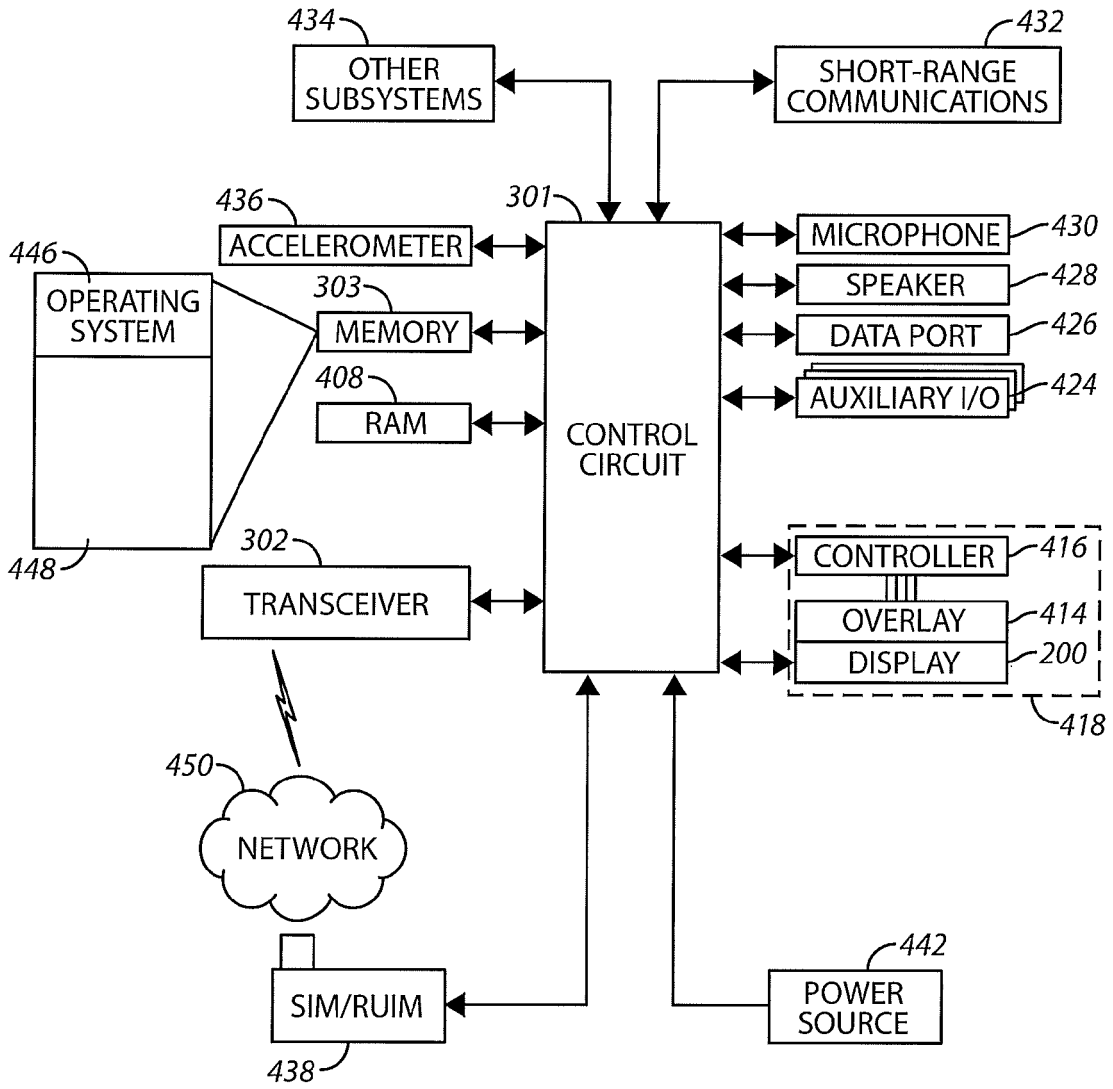 434
OTHER
SUBSYSTEMS
432
SHORT-RANGE
COMMUNICATIONS
436
ACCELEROMETER
301
MICROPHONE
430
446
OPERATING
SYSTEM
303
MEMORY
SPEAKER
428
DATA PORT
426
408
RAM
AUXILIARY I/O
424
CONTROL
CIRCUIT
448
302
TRANSCEIVER
CONTROLLER
416
OVERLAY
414
DISPLAY
200
418
450
NETWORK
SIM/RUIM
438
442
POWER
SOURCE